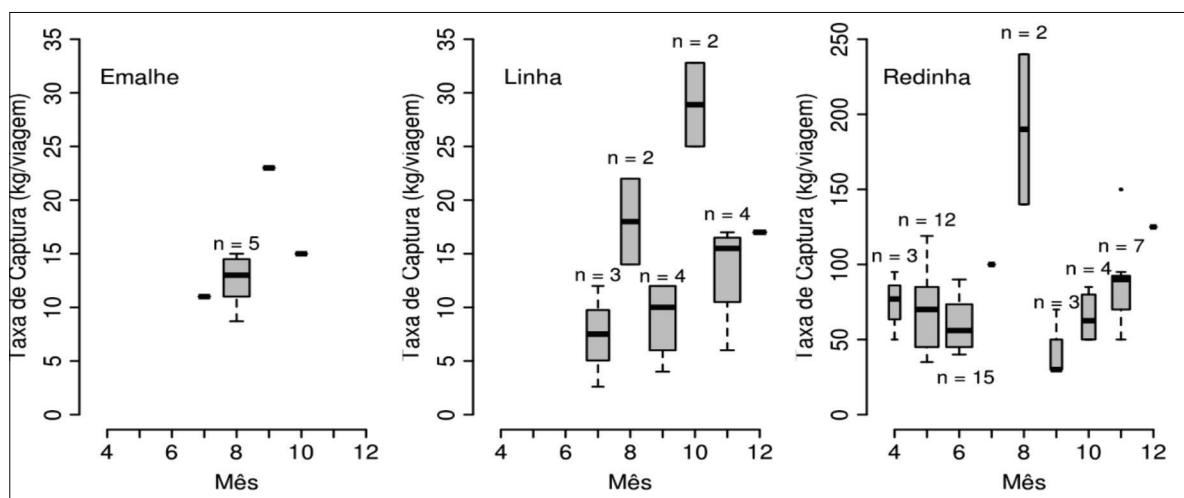 Emalhe
Taxa de Captura (kg/viagem)
35
30
25
20
15
10
5
0
n = 5
4 6 8 10 12
Mês
Linha
Taxa de Captura (kg/viagem)
35
30
25
20
15
10
5
0
n = 3
n = 2
n = 4
n = 2
n = 4
4 6 8 10 12
Mês
Redinha
Taxa de Captura (kg/viagem)
250
200
150
100
50
0
n = 3
n = 12
n = 15
n = 2
n = 3
n = 4
n = 7
4 6 8 10 12
Mês